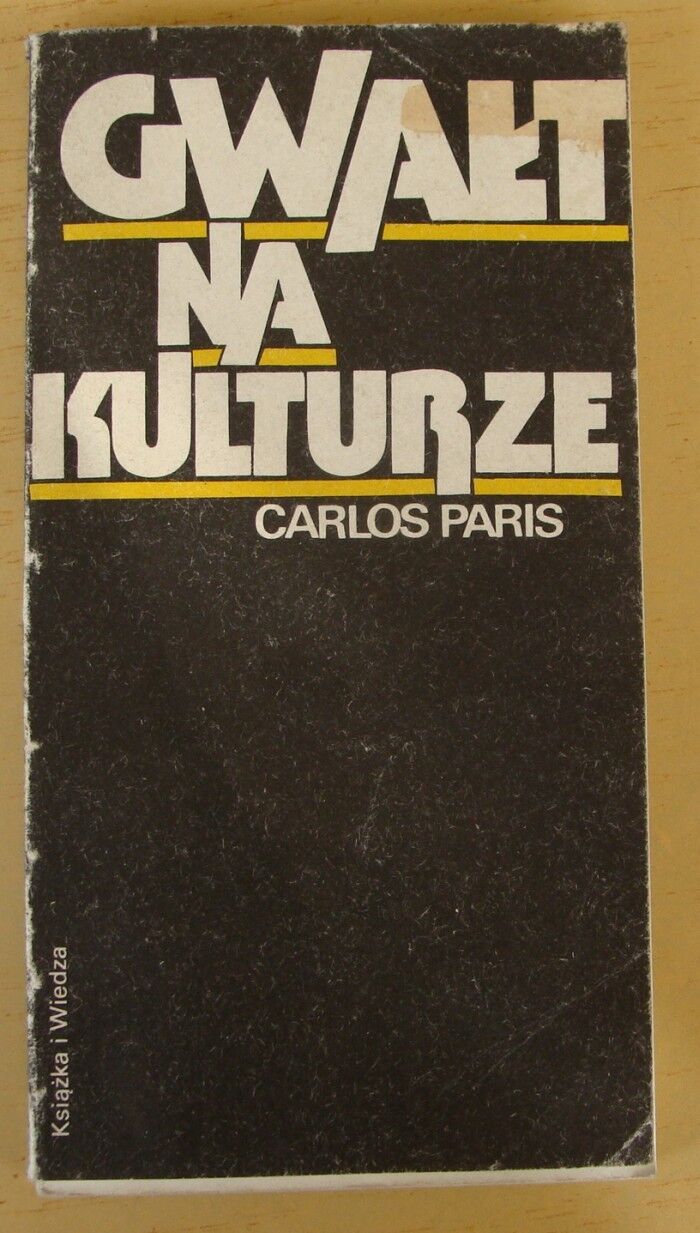 GWAŁT
NA
KULTURZE
CARLOS PARIS
Książka i Wiedza